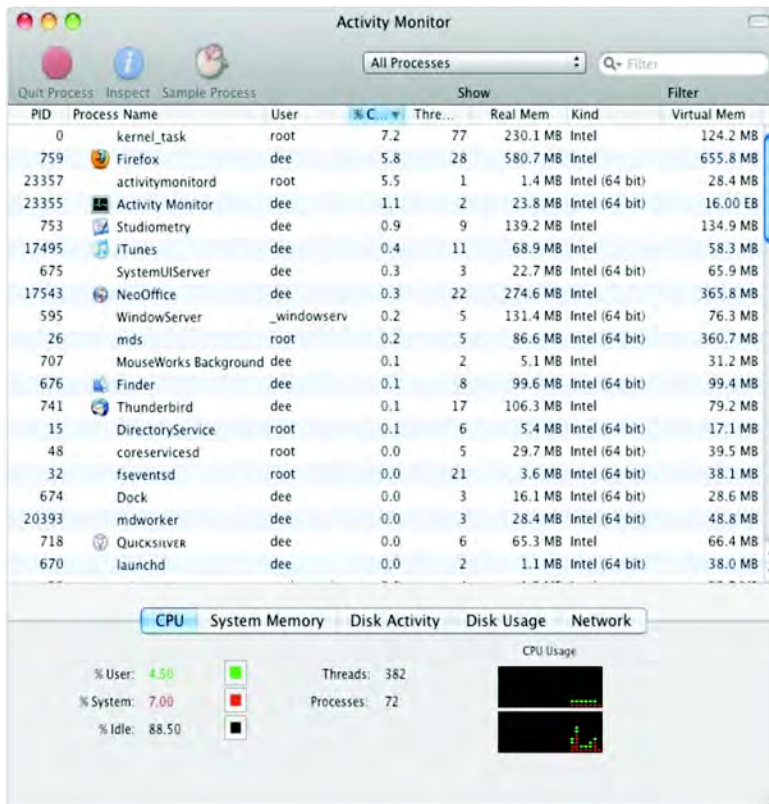 Activity Monitor
All Processes
Filter
Quit Process Inspect Sample Process Show Filter
PID Process Name User % C... Thre... Real Mem Kind Virtual Mem
0 kernel_task root 7.2 77 230.1 MB Intel 124.2 MB
759 Firefox dee 5.8 28 580.7 MB Intel 655.8 MB
23357 activitymonitord root 5.5 1 1.4 MB Intel (64 bit) 28.4 MB
23355 Activity Monitor dee 1.1 5 23.8 MB Intel (64 bit) 16.00 EB
753 Studiometry dee 0.9 9 139.2 MB Intel 134.9 MB
17495 iTunes dee 0.4 11 68.9 MB Intel 58.3 MB
675 SystemUIServer dee 0.3 3 22.7 MB Intel (64 bit) 65.9 MB
17543 NeoOffice dee 0.3 22 274.6 MB Intel 365.8 MB
595 WindowServer _windowserv 0.2 5 131.4 MB Intel (64 bit) 76.3 MB
26 mds root 0.2 5 86.6 MB Intel (64 bit) 360.7 MB
707 MouseWorks Background dee 0.1 2 5.1 MB Intel 31.2 MB
676 Finder dee 0.1 99.6 MB Intel (64 bit) 99.4 MB
741 Thunderbird dee 0.1 17 106.3 MB Intel 79.2 MB
15 DirectoryService root 0.1 5.4 MB Intel (64 bit) 17.1 MB
48 coreservicesd root 0.0 5 29.7 MB Intel (64 bit) 39.5 MB
32 fseventsd root 0.0 21 3.6 MB Intel (64 bit) 38.1 MB
674 Dock dee 0.0 3 16.1 MB Intel (64 bit) 28.6 MB
20393 mdworker dee 0.0 28.4 MB Intel (64 bit) 48.8 MB
718 Quicksilver dee 0.0 6 65.3 MB Intel 66.4 MB
670 launchd dee 0.0 2 1.1 MB Intel (64 bit) 38.0 MB
CPU System Memory Disk Activity Disk Usage Network
CPU Usage
% User: 4.50 Threads: 382
% System: 7.00 Processes: 72
% Idle: 88.50